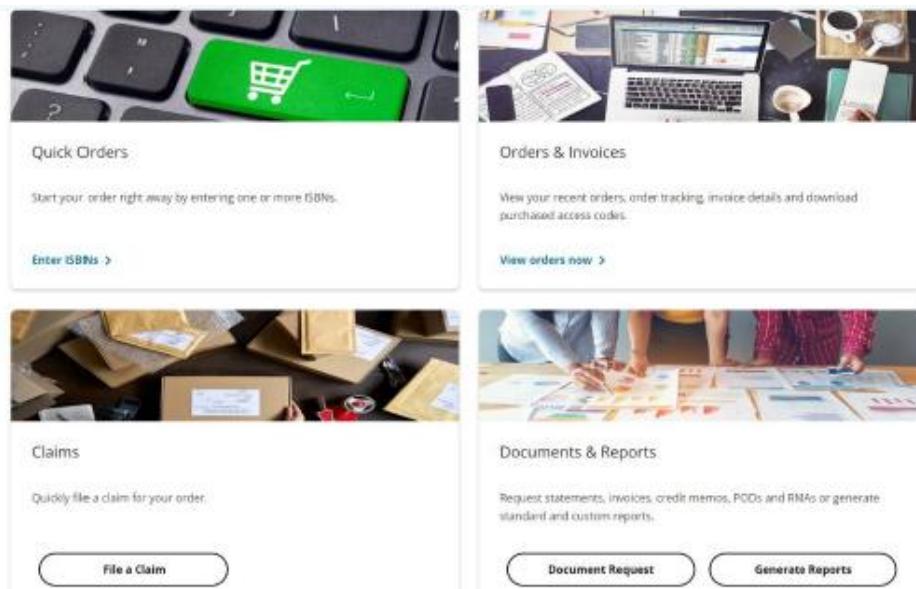 Quick Orders
Start your order right away by entering one or more ISBNs.
Enter ISBNs >
Orders & Invoices
View your recent orders, order tracking, invoice details and download
purchased access codes.
View orders now >
Claims
Quickly file a claim for your order.
File a Claim
Documents & Reports
Request statements, invoices, credit memos, PODs and RMAs or generate
standard and custom reports.
Document Request
Generate Reports